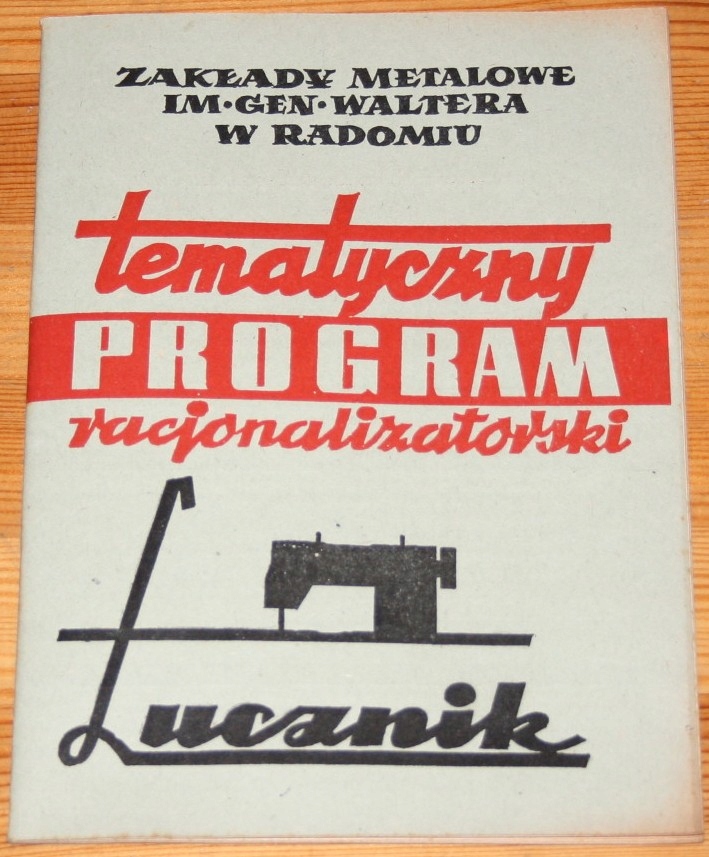 ZAKŁADY METALOWE
IM·GEN·WALTERA
W RADOMIU
tematyczny
PROGRAM
racjonalizatorski
Łucznik